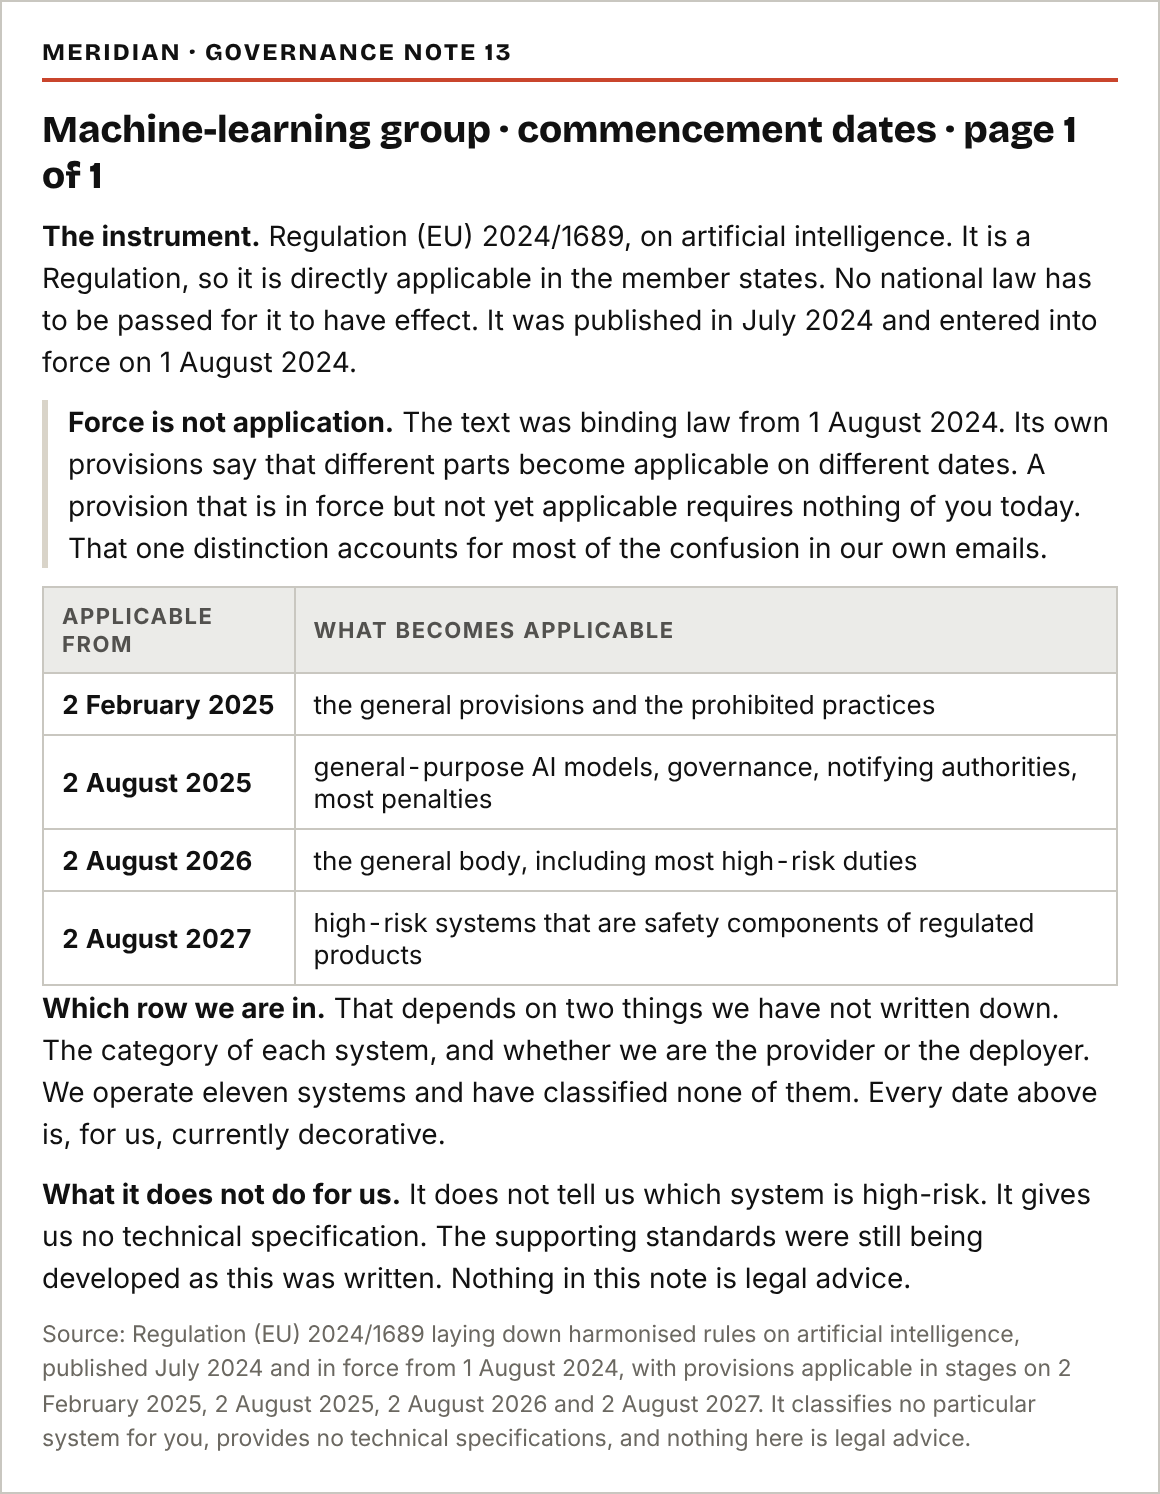 MERIDIAN · GOVERNANCE NOTE 13
Machine-learning group · commencement dates · page 1
of 1
The instrument. Regulation (EU) 2024/1689, on artificial intelligence. It is a
Regulation, so it is directly applicable in the member states. No national law has
to be passed for it to have effect. It was published in July 2024 and entered into
force on 1 August 2024.
Force is not application. The text was binding law from 1 August 2024. Its own
provisions say that different parts become applicable on different dates. A
provision that is in force but not yet applicable requires nothing of you today.
That one distinction accounts for most of the confusion in our own emails.
APPLICABLE
FROM
WHAT BECOMES APPLICABLE
2 February 2025
the general provisions and the prohibited practices
2 August 2025
general-purpose AI models, governance, notifying authorities,
most penalties
2 August 2026
the general body, including most high-risk duties
2 August 2027
high-risk systems that are safety components of regulated
products
Which row we are in. That depends on two things we have not written down.
The category of each system, and whether we are the provider or the deployer.
We operate eleven systems and have classified none of them. Every date above
is, for us, currently decorative.
What it does not do for us. It does not tell us which system is high-risk. It gives
us no technical specification. The supporting standards were still being
developed as this was written. Nothing in this note is legal advice.
Source: Regulation (EU) 2024/1689 laying down harmonised rules on artificial intelligence,
published July 2024 and in force from 1 August 2024, with provisions applicable in stages on 2
February 2025, 2 August 2025, 2 August 2026 and 2 August 2027. It classifies no particular
system for you, provides no technical specifications, and nothing here is legal advice.